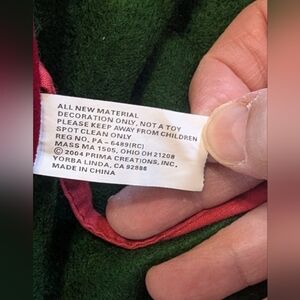 ALL NEW MATERIAL
DECORATION ONLY, NOT A TOY
PLEASE KEEP AWAY FROM CHILDREN
SPOT CLEAN ONLY
REG NO, PA – 6489(RC)
MASS MA 1505, OHIO OH 21208
©2004 PRIMA CREATIONS, INC.
YORBA LINDA, CA 92886
MADE IN CHINA